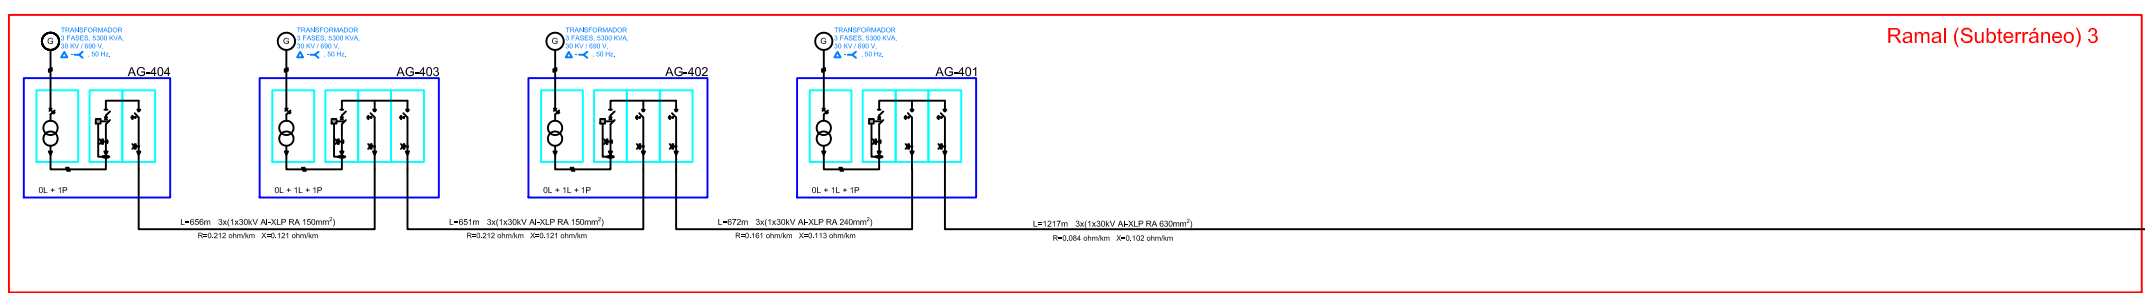 Ramal (Subterráneo) 3
G
TRANSFORMADOR
3 FASES, 5300 KVA,
30 KV / 690 V,
, 50 Hz,
AG-404
0L + 1P
G
TRANSFORMADOR
3 FASES, 5300 KVA,
30 KV / 690 V,
, 50 Hz,
AG-403
0L + 1L + 1P
G
TRANSFORMADOR
3 FASES, 5300 KVA,
30 KV / 690 V,
, 50 Hz,
AG-402
0L + 1L + 1P
G
TRANSFORMADOR
3 FASES, 5300 KVA,
30 KV / 690 V,
, 50 Hz,
AG-401
0L + 1L + 1P
L=656m 3x(1x30kV Al-XLP RA 150mm²)
R=0.212 ohm/km X=0.121 ohm/km
L=651m 3x(1x30kV Al-XLP RA 150mm²)
R=0.212 ohm/km X=0.121 ohm/km
L=672m 3x(1x30kV Al-XLP RA 240mm²)
R=0.161 ohm/km X=0.113 ohm/km
L=1217m 3x(1x30kV Al-XLP RA 630mm²)
R=0.084 ohm/km X=0.102 ohm/km